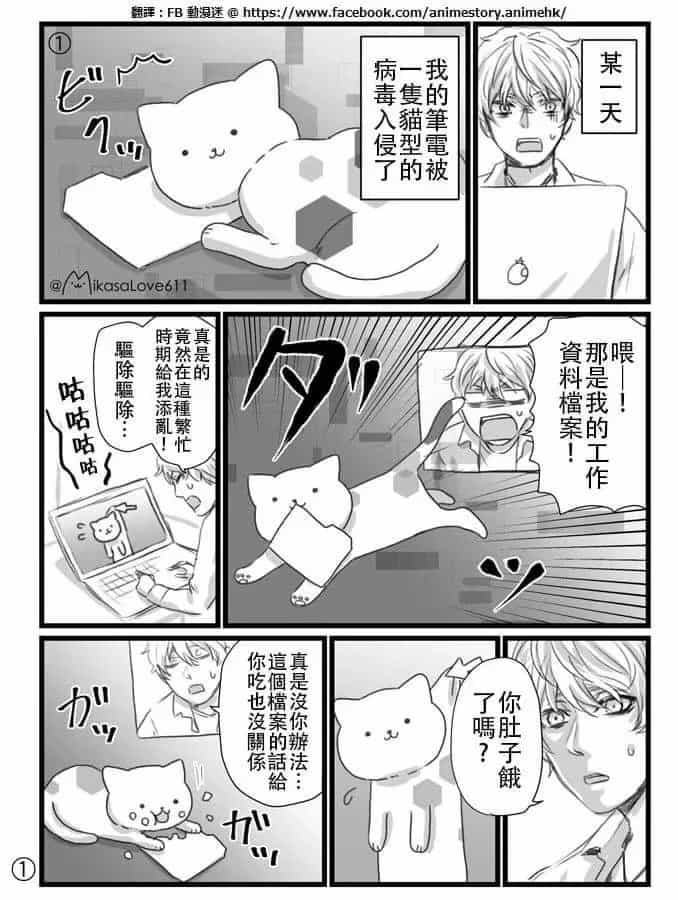 翻譯：FB 動漫迷 @ https://www.facebook.com/animestory.animehk/
①
某一天
我的筆電被
一隻貓型的
病毒入侵了
ビクッ
@MikasaLove611
喂—！
那是我的工作
資料檔案！
タッ
ッ
真是的
竟然在這種繁忙
時期給我添亂！
驅除驅除…
咕咕咕咕
你肚子餓
了嗎？
真是沒你辦法…
這個檔案的話給
你吃也沒關係
ガッ
ガッ
①